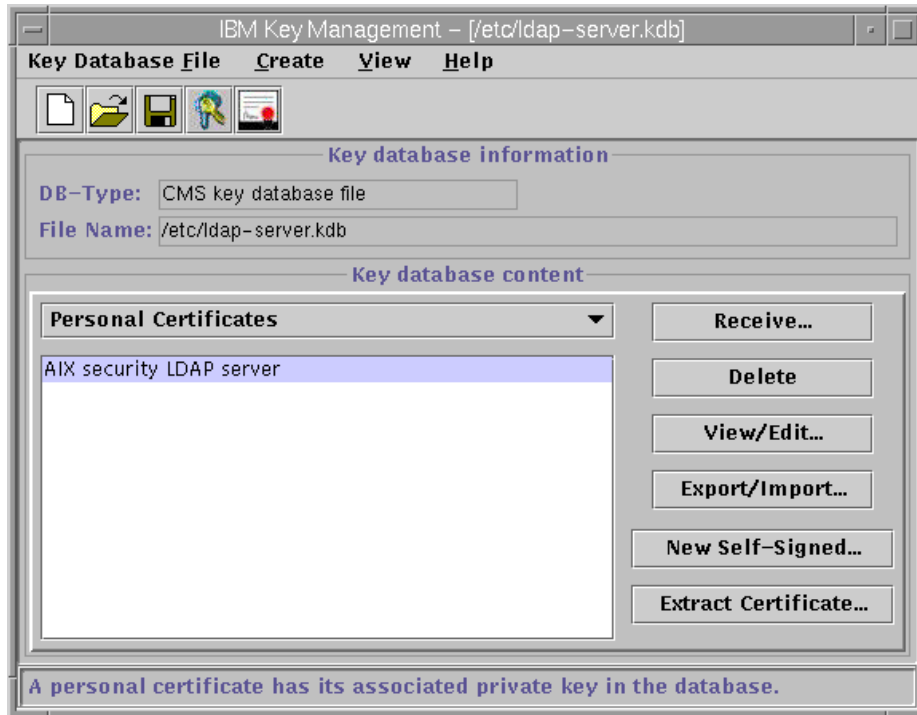 IBM Key Management – [/etc/ldap–server.kdb]
Key Database File Create View Help
Key database information
DB–Type: CMS key database file
File Name: /etc/ldap–server.kdb
Key database content
Personal Certificates
Receive...
AIX security LDAP server
Delete
View/Edit...
Export/Import...
New Self–Signed...
Extract Certificate...
A personal certificate has its associated private key in the database.